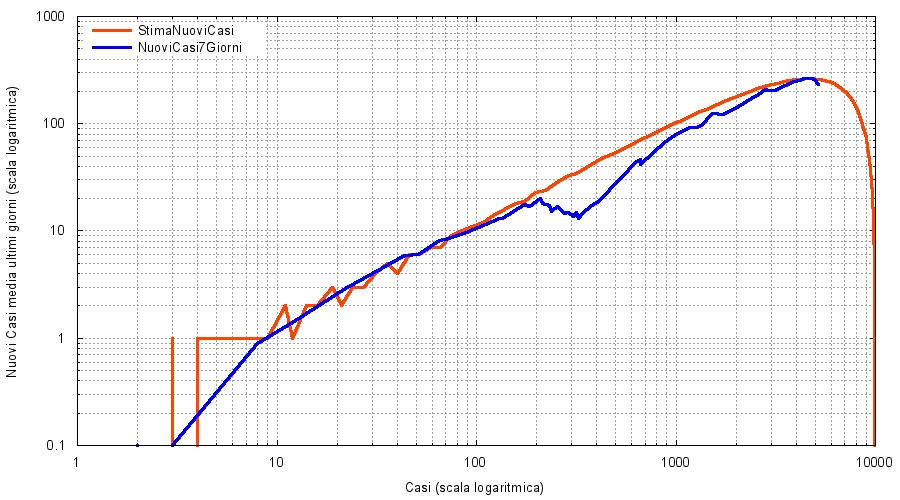 1000
StimaNuoviCasi
NuoviCasi7Giorni
100
10
1
0.1
1
10
100
1000
10000
Nuovi Casi media ultimi giorni (scala logaritmica)
Casi (scala logaritmica)